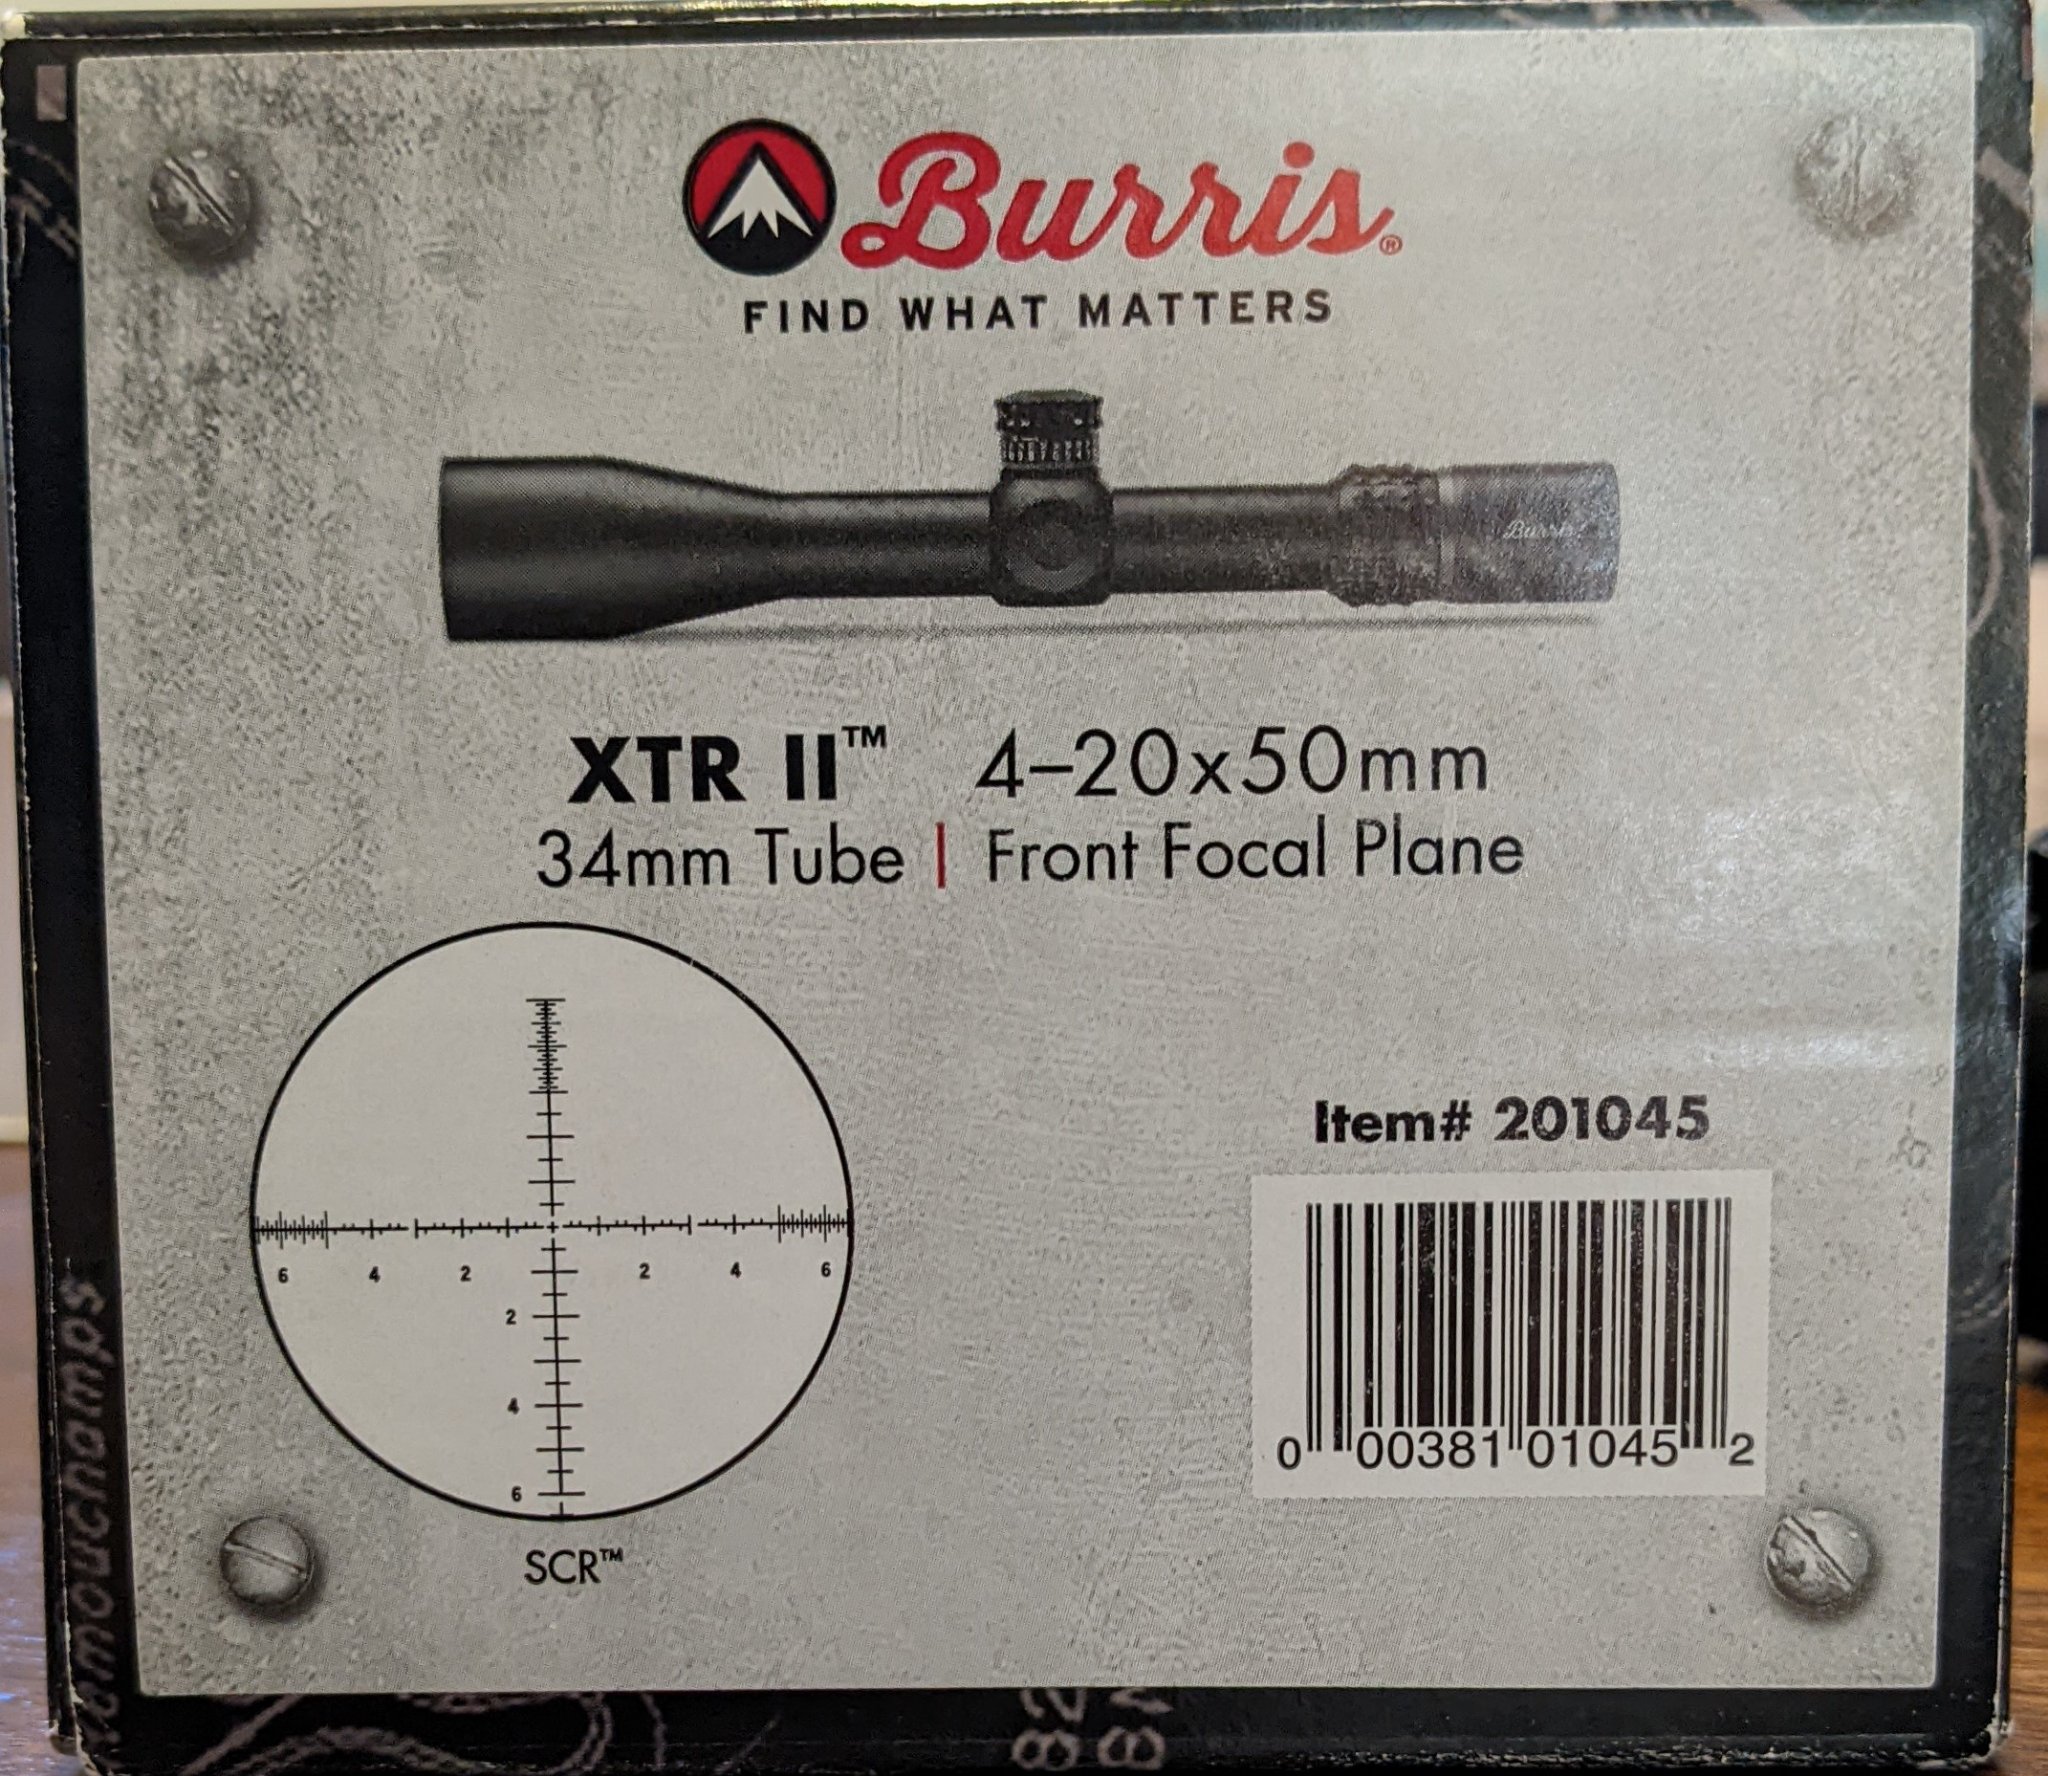 Burris®
FIND WHAT MATTERS
Burris
XTR II™ 4–20x50mm
34mm Tube | Front Focal Plane
6 4 2 2 4 6
2
4
6
SCR™
Item# 201045
0 00381 01045 2